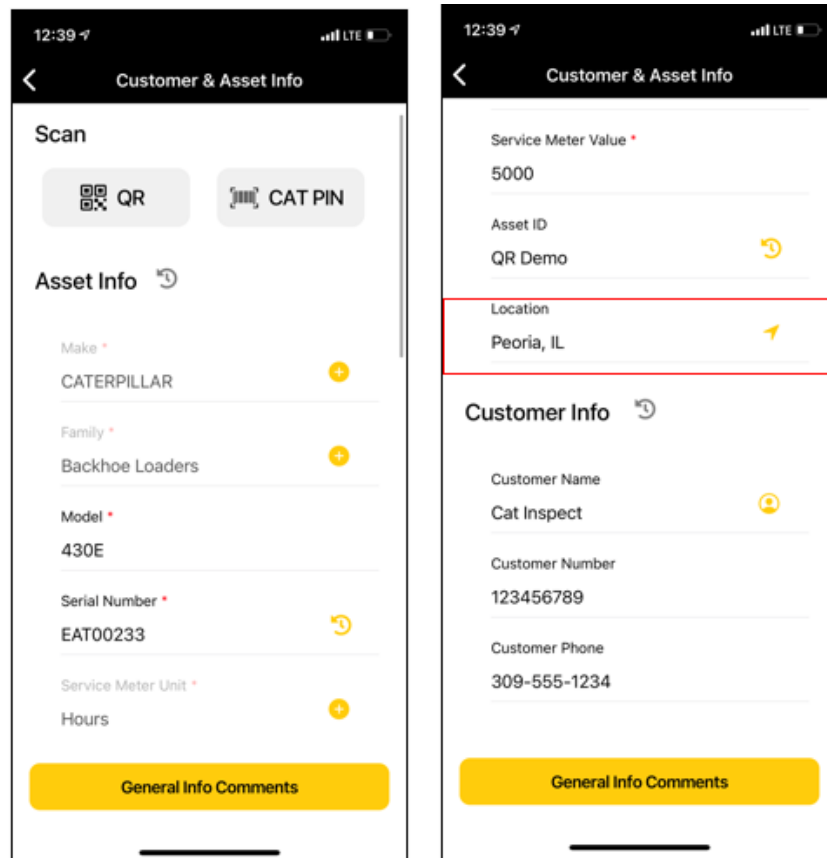 12:39
LTE
Customer & Asset Info
Scan
QR
CAT PIN
Asset Info
Make *
CATERPILLAR
Family *
Backhoe Loaders
Model *
430E
Serial Number *
EAT00233
Service Meter Unit *
Hours
General Info Comments
12:39
LTE
Customer & Asset Info
Service Meter Value *
5000
Asset ID
QR Demo
Location
Peoria, IL
Customer Info
Customer Name
Cat Inspect
Customer Number
123456789
Customer Phone
309-555-1234
General Info Comments